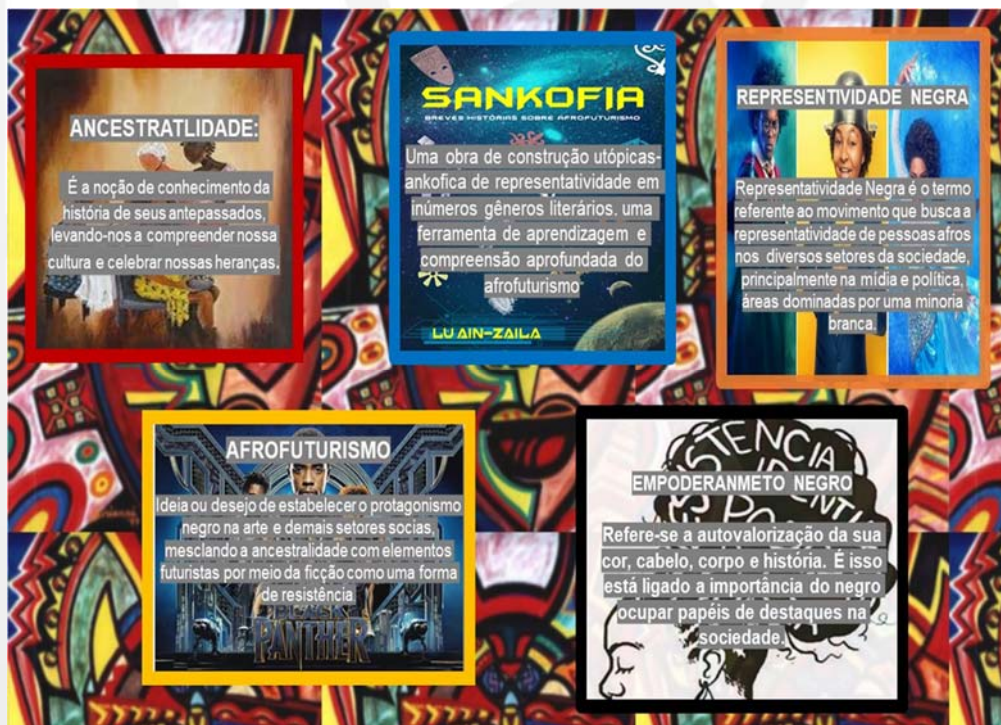 ANCESTRATLIDADE:
É a noção de conhecimento da
história de seus antepassados,
levando-nos a compreender nossa
cultura e celebrar nossas heranças.
SANKOFIA
BREVES HISTÓRIAS SOBRE AFROFUTURISMO
Uma obra de construção utópicas-
ankofica de representatividade em
inúmeros gêneros literários, uma
ferramenta de aprendizagem e
compreensão aprofundada do
afrofuturismo
LU AIN-ZAILA
REPRESENTIVIDADE NEGRA
Representatividade Negra é o termo
referente ao movimento que busca a
representatividade de pessoas afros
nos diversos setores da sociedade,
principalmente na mídia e política,
áreas dominadas por uma minoria
branca.
AFROFUTURISMO
Ideia ou desejo de estabelecer o protagonismo
negro na arte e demais setores socias,
mesclando a ancestralidade com elementos
futuristas por meio da ficção como uma forma
de resistência
BLACK
PANTHER
EMPODERANMETO NEGRO
Refere-se a autovalorização da sua
cor, cabelo, corpo e história. É isso
está ligado a importância do negro
ocupar papéis de destaques na
sociedade.